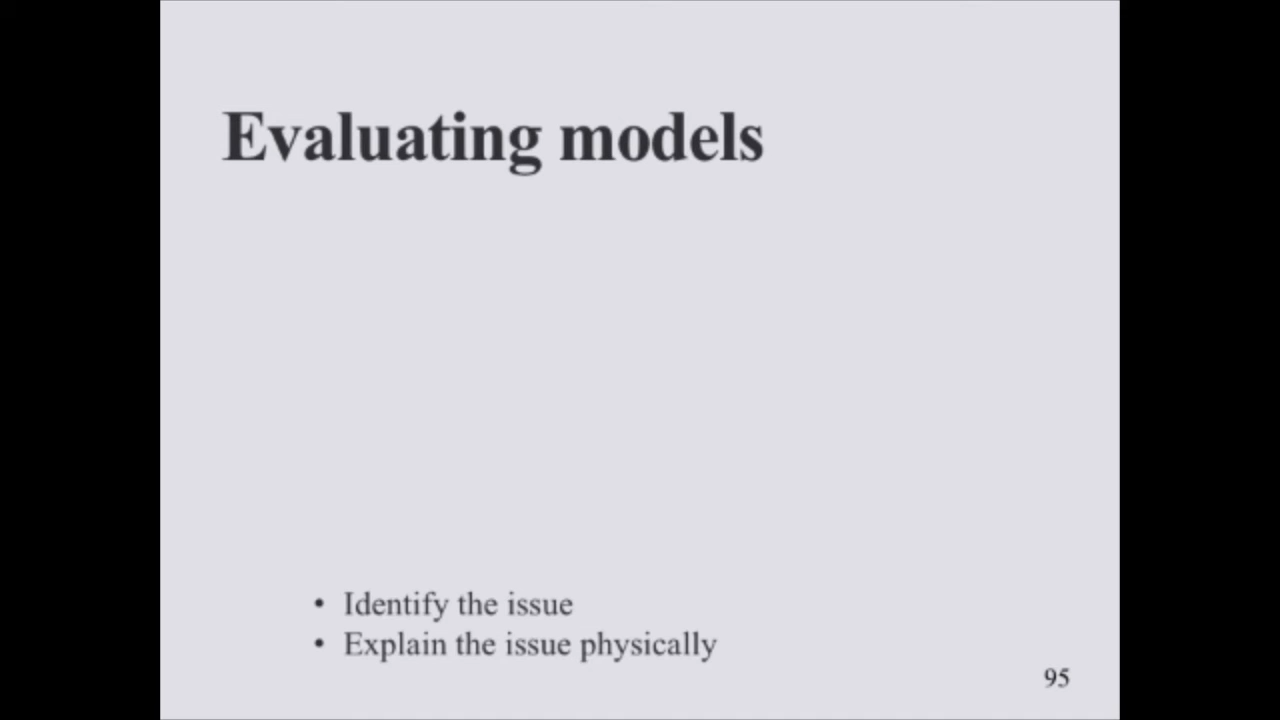 Evaluating models
• Identify the issue
• Explain the issue physically
95